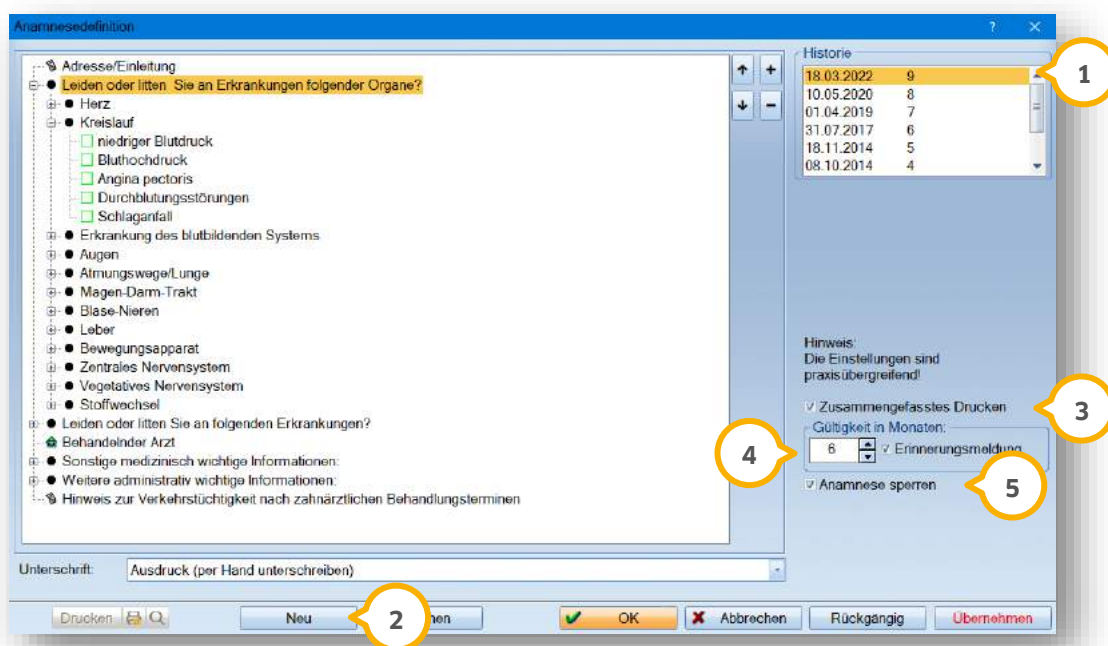 Anamnesedefinition
Adresse/Einleitung
Leiden oder litten Sie an Erkrankungen folgender Organe?
Herz
Kreislauf
niedriger Blutdruck
Bluthochdruck
Angina pectoris
Durchblutungsstörungen
Schlaganfall
Erkrankung des blutbildenden Systems
Augen
Atmungswege/Lunge
Magen-Darm-Trakt
Blase-Nieren
Leber
Bewegungsapparat
Zentrales Nervensystem
Vegetatives Nervensystem
Stoffwechsel
Leiden oder litten Sie an folgenden Erkrankungen?
Behandelnder Arzt
Sonstige medizinisch wichtige Informationen:
Weitere administrativ wichtige Informationen:
Hinweis zur Verkehrstüchtigkeit nach zahnärztlichen Behandlungsterminen
Historie
18.03.2022 9
10.05.2020 8
01.04.2019 7
31.07.2017 6
18.11.2014 5
08.10.2014 4
1
Hinweis:
Die Einstellungen sind
praxisübergreifend!
Zusammengefasstes Drucken
3
Gültigkeit in Monaten:
4
6 Erinnerungsmeldung
Anamnese sperren
5
Unterschrift: Ausdruck (per Hand unterschreiben)
Drucken Neu 2 OK Abbrechen Rückgängig Übernehmen